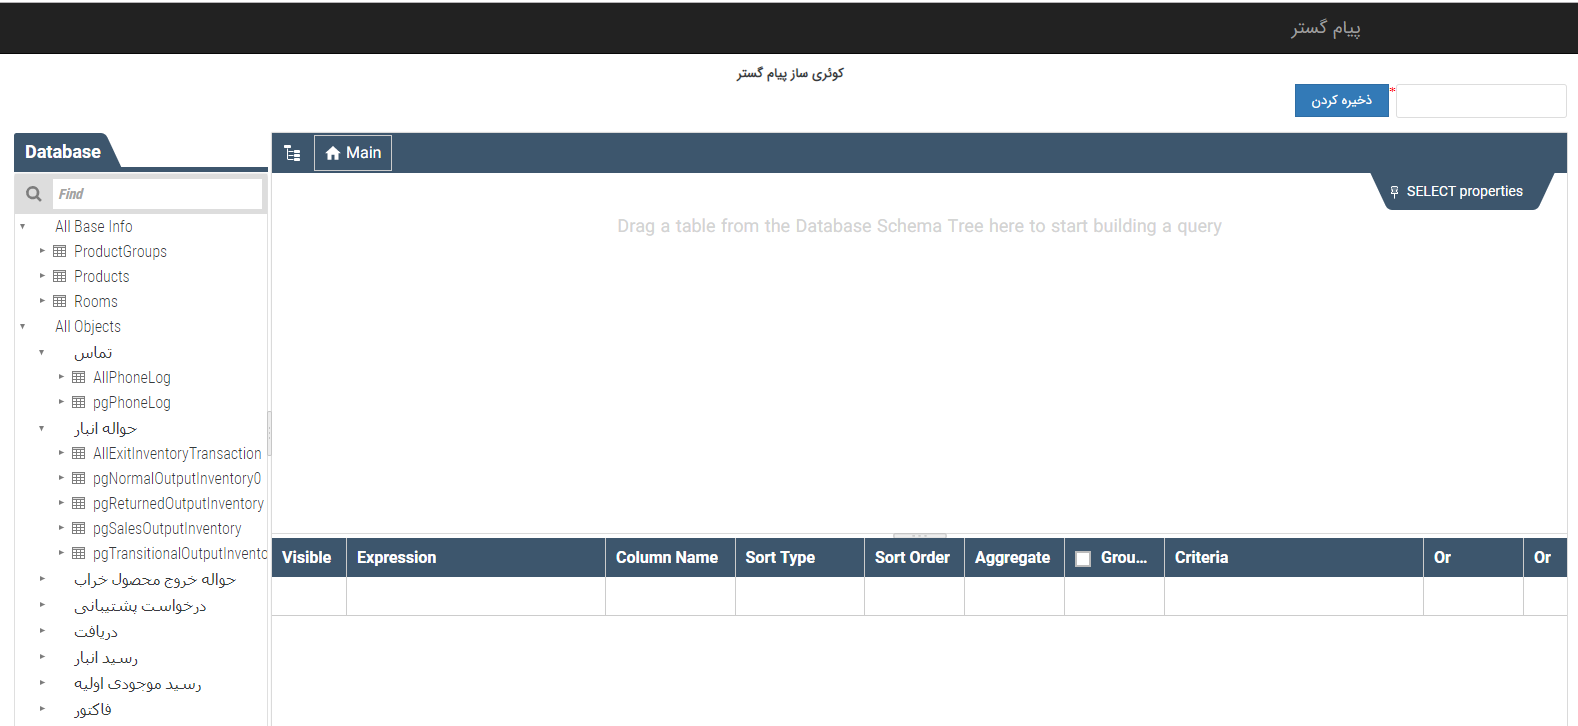 پیام گستر
کوئری ساز پیام گستر
ذخیره کردن *
Database
Find
All Base Info
ProductGroups
Products
Rooms
All Objects
تماس
AllPhoneLog
pgPhoneLog
حواله انبار
AllExitInventoryTransaction
pgNormalOutputInventory0
pgReturnedOutputInventory
pgSalesOutputInventory
pgTransitionalOutputInvento
حواله خروج محصول خراب
درخواست پشتیبانی
دریافت
رسید انبار
رسید موجودی اولیه
فاکتور
Main
SELECT properties
Drag a table from the Database Schema Tree here to start building a query
Visible Expression Column Name Sort Type Sort Order Aggregate Grou... Criteria Or Or